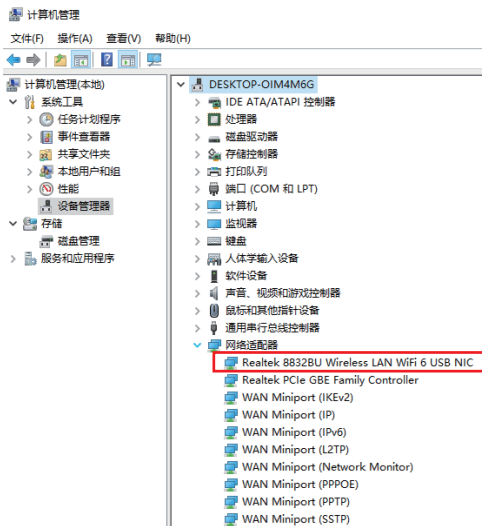 计算机管理
文件(F) 操作(A) 查看(V) 帮助(H)
计算机管理(本地)
系统工具
任务计划程序
事件查看器
共享文件夹
本地用户和组
性能
设备管理器
存储
磁盘管理
服务和应用程序
DESKTOP-OIM4M6G
IDE ATA/ATAPI 控制器
处理器
磁盘驱动器
存储控制器
打印队列
端口 (COM 和 LPT)
计算机
监视器
键盘
人体学输入设备
软件设备
声音、视频和游戏控制器
鼠标和其他指针设备
通用串行总线控制器
网络适配器
Realtek 8832BU Wireless LAN WiFi 6 USB NIC
Realtek PCIe GBE Family Controller
WAN Miniport (IKEv2)
WAN Miniport (IP)
WAN Miniport (IPv6)
WAN Miniport (L2TP)
WAN Miniport (Network Monitor)
WAN Miniport (PPPOE)
WAN Miniport (PPTP)
WAN Miniport (SSTP)